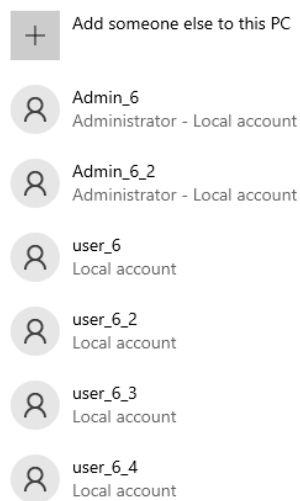 Add someone else to this PC
Admin_6
Administrator - Local account
Admin_6_2
Administrator - Local account
user_6
Local account
user_6_2
Local account
user_6_3
Local account
user_6_4
Local account